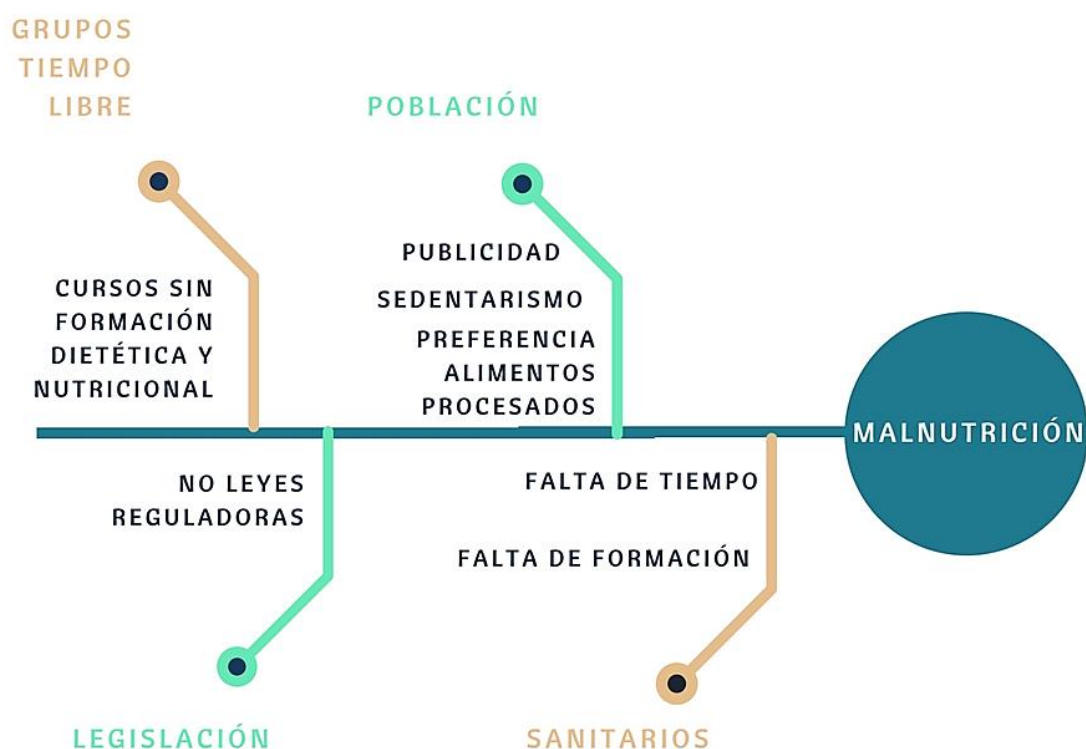 GRUPOS
TIEMPO
LIBRE
POBLACIÓN
CURSOS SIN
FORMACIÓN
DIETÉTICA Y
NUTRICIONAL
PUBLICIDAD
SEDENTARISMO
PREFERENCIA
ALIMENTOS
PROCESADOS
MALNUTRICIÓN
NO LEYES
REGULADORAS
FALTA DE TIEMPO
FALTA DE FORMACIÓN
LEGISLACIÓN
SANITARIOS